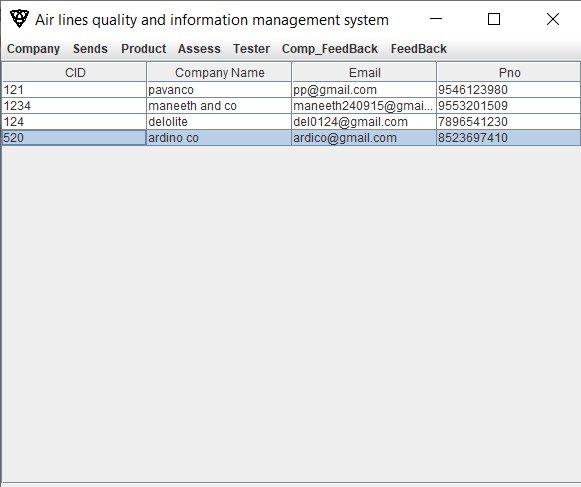 Air lines quality and information management system
Company Sends Product Assess Tester Comp_FeedBack FeedBack
CID Company Name Email Pno
121 pavanco pp@gmail.com 9546123980
1234 maneeth and co maneeth240915@gmai... 9553201509
124 delolite del0124@gmail.com 7896541230
520 ardino co ardico@gmail.com 8523697410